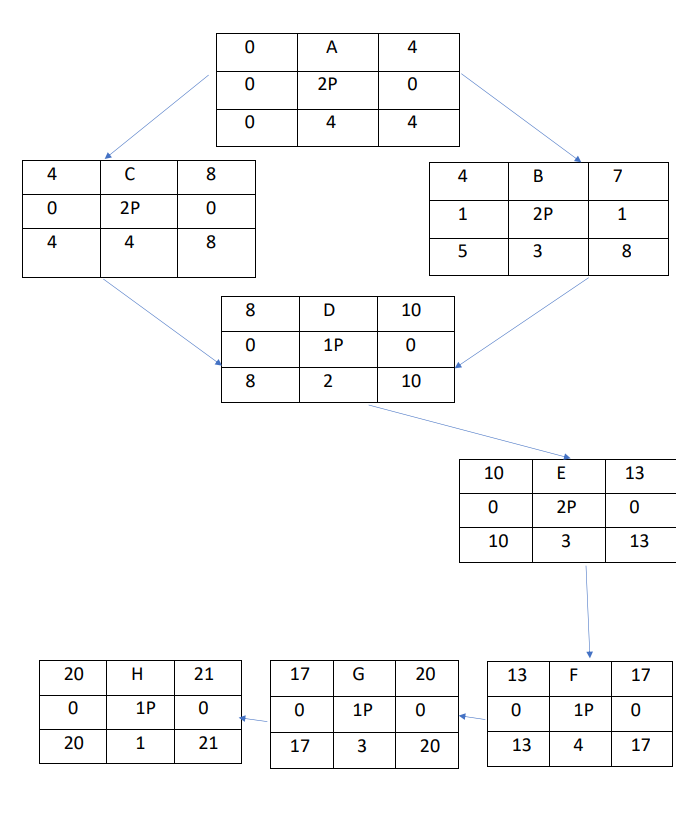 0 A 4
0 2P 0
0 4 4
4 C 8
0 2P 0
4 4 8
4 B 7
1 2P 1
5 3 8
8 D 10
0 1P 0
8 2 10
10 E 13
0 2P 0
10 3 13
20 H 21
0 1P 0
20 1 21
17 G 20
0 1P 0
17 3 20
13 F 17
0 1P 0
13 4 17